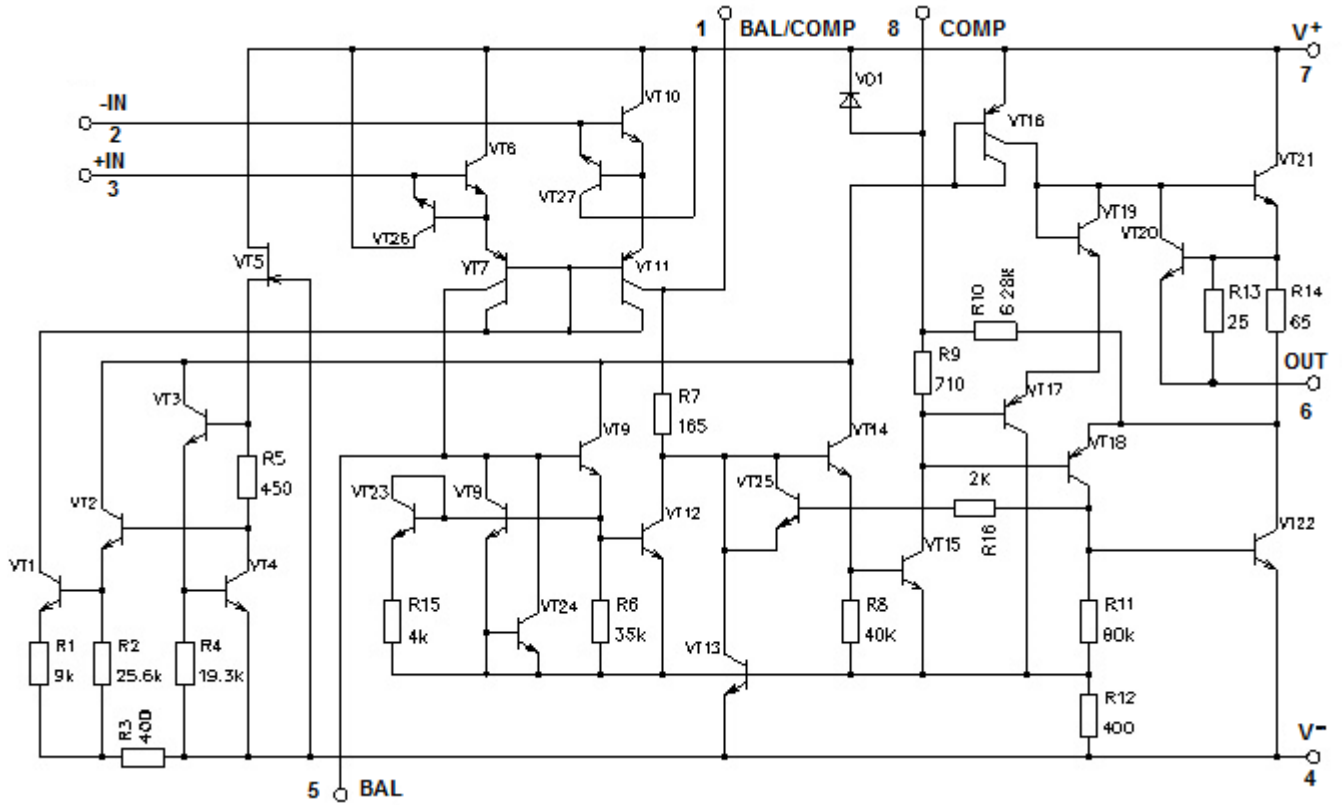 1 BAL/COMP 8 COMP
V+
7
VD1
-IN
2
VT10
VT16
+IN
3
VT6
VT21
VT27
VT19
VT26
VT20
VT5
VT7
VT11
R10
6.28K
R13
25
R14
65
R9
710
OUT
6
VT3
R7
165
VT17
VT9
VT14
VT18
R5
450
VT23
VT9
VT25
2K
R16
VT2
VT12
VT15
VT22
VT1
VT4
R15
4k
VT24
R6
35k
R8
40k
R11
80k
R1
9k
R2
25.6k
R4
19.3k
VT13
R3
400
R12
400
V-
4
5 BAL